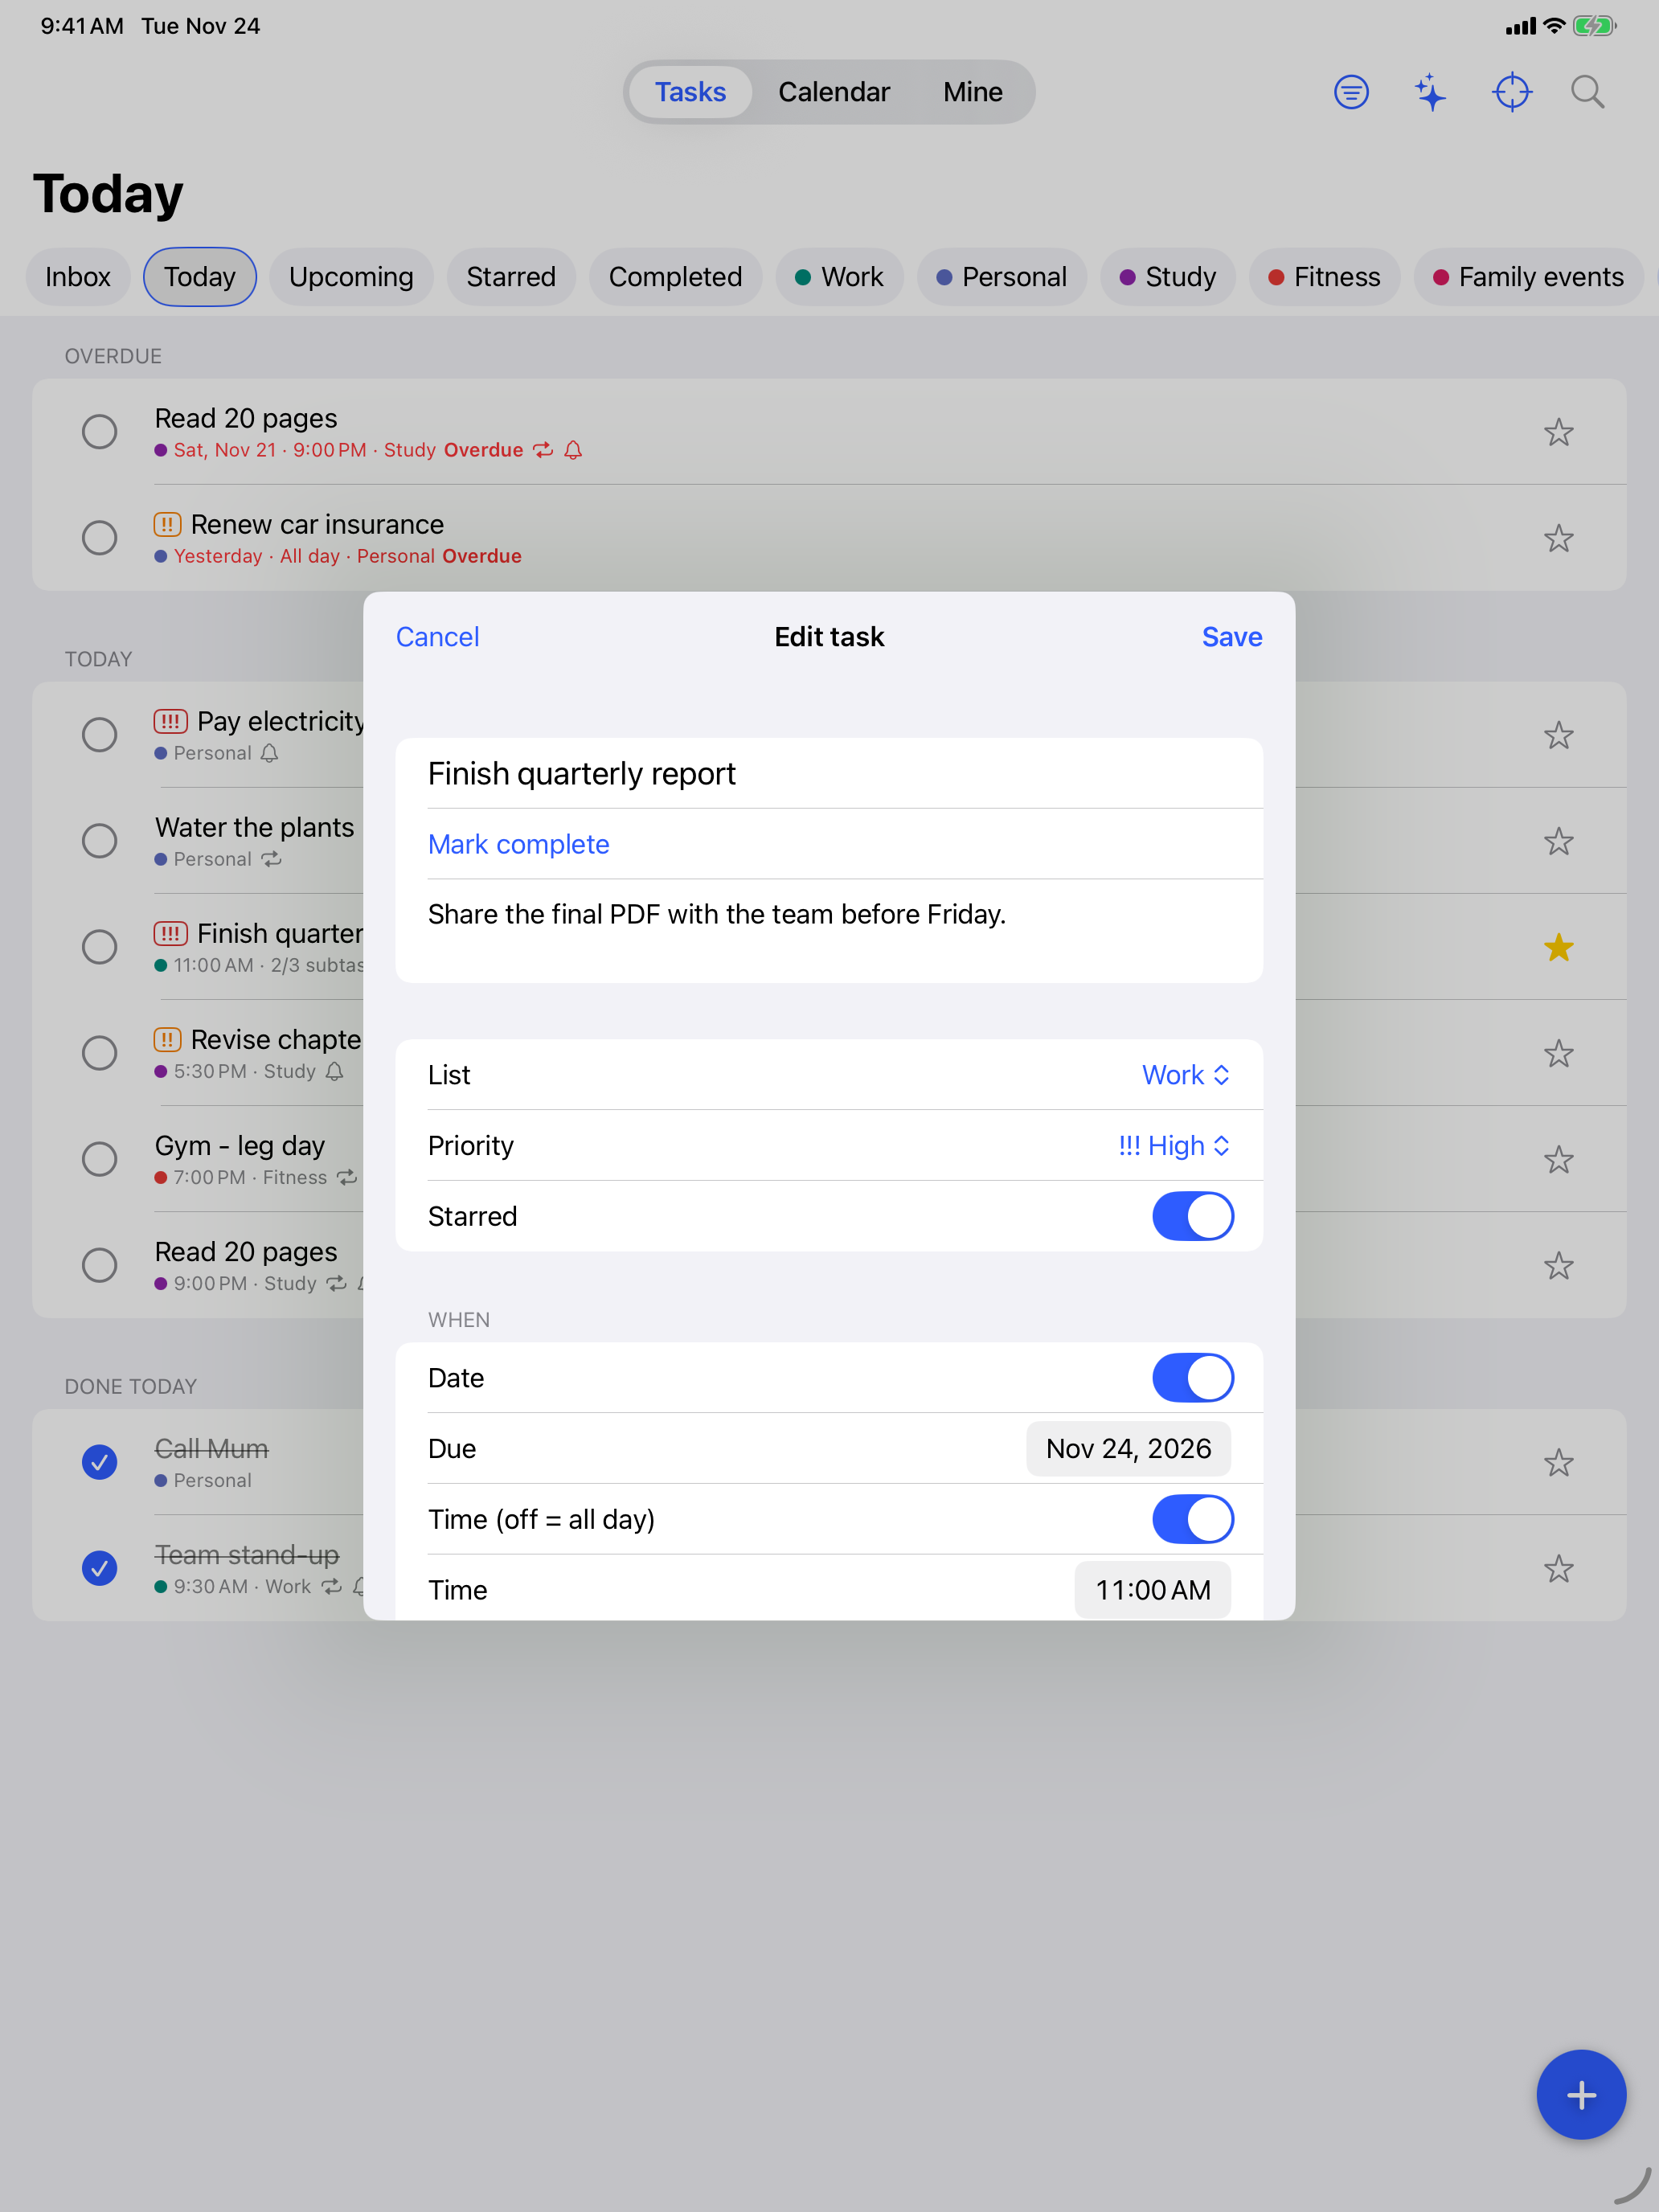 9:41 AM Tue Nov 24
Tasks Calendar Mine
Today
Inbox Today Upcoming Starred Completed Work Personal Study Fitness Family events
OVERDUE
Read 20 pages
Sat, Nov 21 · 9:00 PM · Study Overdue
!! Renew car insurance
Yesterday · All day · Personal Overdue
TODAY
!!! Pay electricity
Personal
Water the plants
Personal
!!! Finish quarter
11:00 AM · 2/3 subtas
!! Revise chapte
5:30 PM · Study
Gym - leg day
7:00 PM · Fitness
Read 20 pages
9:00 PM · Study
DONE TODAY
Call Mum
Personal
Team stand-up
9:30 AM · Work
Cancel Edit task Save
Finish quarterly report
Mark complete
Share the final PDF with the team before Friday.
List Work
Priority !!! High
Starred
WHEN
Date
Due Nov 24, 2026
Time (off = all day)
Time 11:00 AM